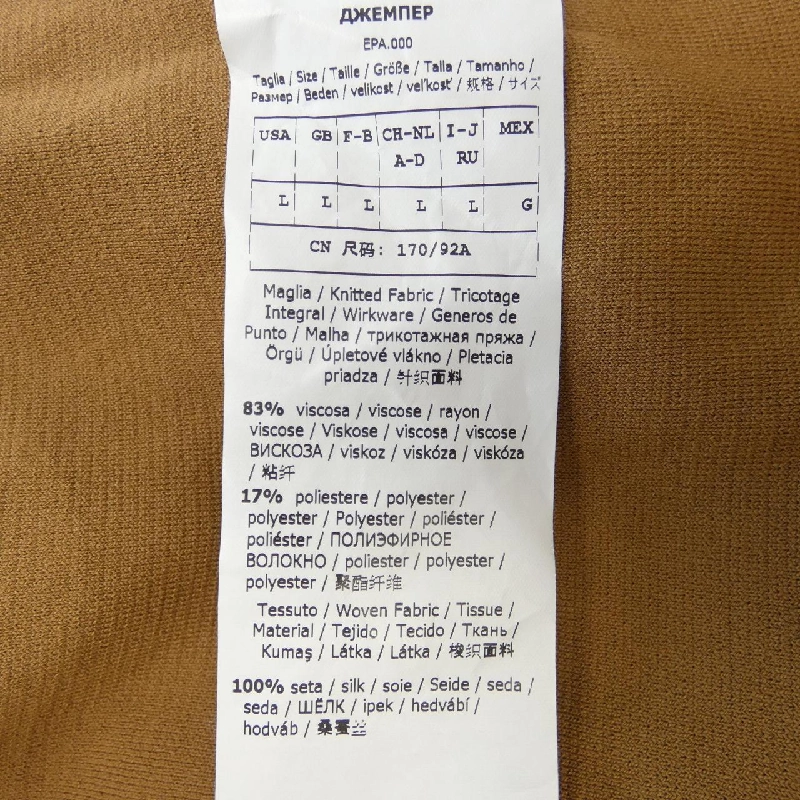 ДЖЕМПЕР
EPA.000
Taglia / Size / Taille / Größe / Talla / Tamanho /
Размер / Beden / velikost / veľkosť / 规格 / サイズ
USA GB F-B CH-NL I-J MEX
A-D RU
L L L L L G
CN 尺码: 170/92A
Maglia / Knitted Fabric / Tricotage
Integral / Wirkware / Generos de
Punto / Malha / трикотажная пряжа /
Örgü / Úpletové vlákno / Pletacia
priadza / 针织面料
83% viscosa / viscose / rayon /
viscose / Viskose / viscosa / viscose /
ВИСКОЗА / viskoz / viskóza / viskóza
/ 粘纤
17% poliestere / polyester /
polyester / Polyester / poliéster /
poliéster / ПОЛИЭФИРНОЕ
ВОЛОКНО / poliester / polyester /
polyester / 聚酯纤维
Tessuto / Woven Fabric / Tissue /
Material / Tejido / Tecido / Ткань /
Kumaş / Látka / Látka / 梭织面料
100% seta / silk / soie / Seide / seda /
seda / ШЁЛК / ipek / hedvábí /
hodváb / 桑蚕丝